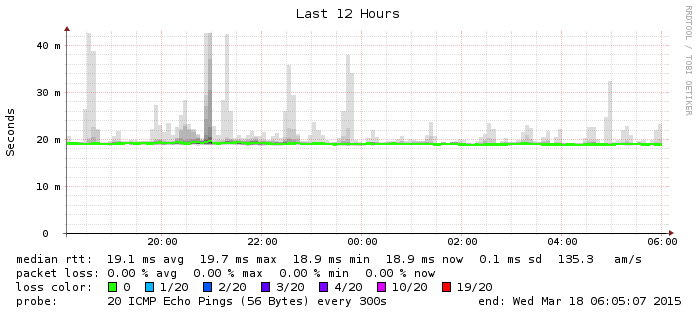 Last 12 Hours
RRDTOOL / TOBI OETIKER
Seconds
40 m
30 m
20 m
10 m
0
20:00 22:00 00:00 02:00 04:00 06:00
median rtt: 19.1 ms avg 19.7 ms max 18.9 ms min 18.9 ms now 0.1 ms sd 135.3 am/s
packet loss: 0.00 % avg 0.00 % max 0.00 % min 0.00 % now
loss color: 0 1/20 2/20 3/20 4/20 10/20 19/20
probe: 20 ICMP Echo Pings (56 Bytes) every 300s end: Wed Mar 18 06:05:07 2015